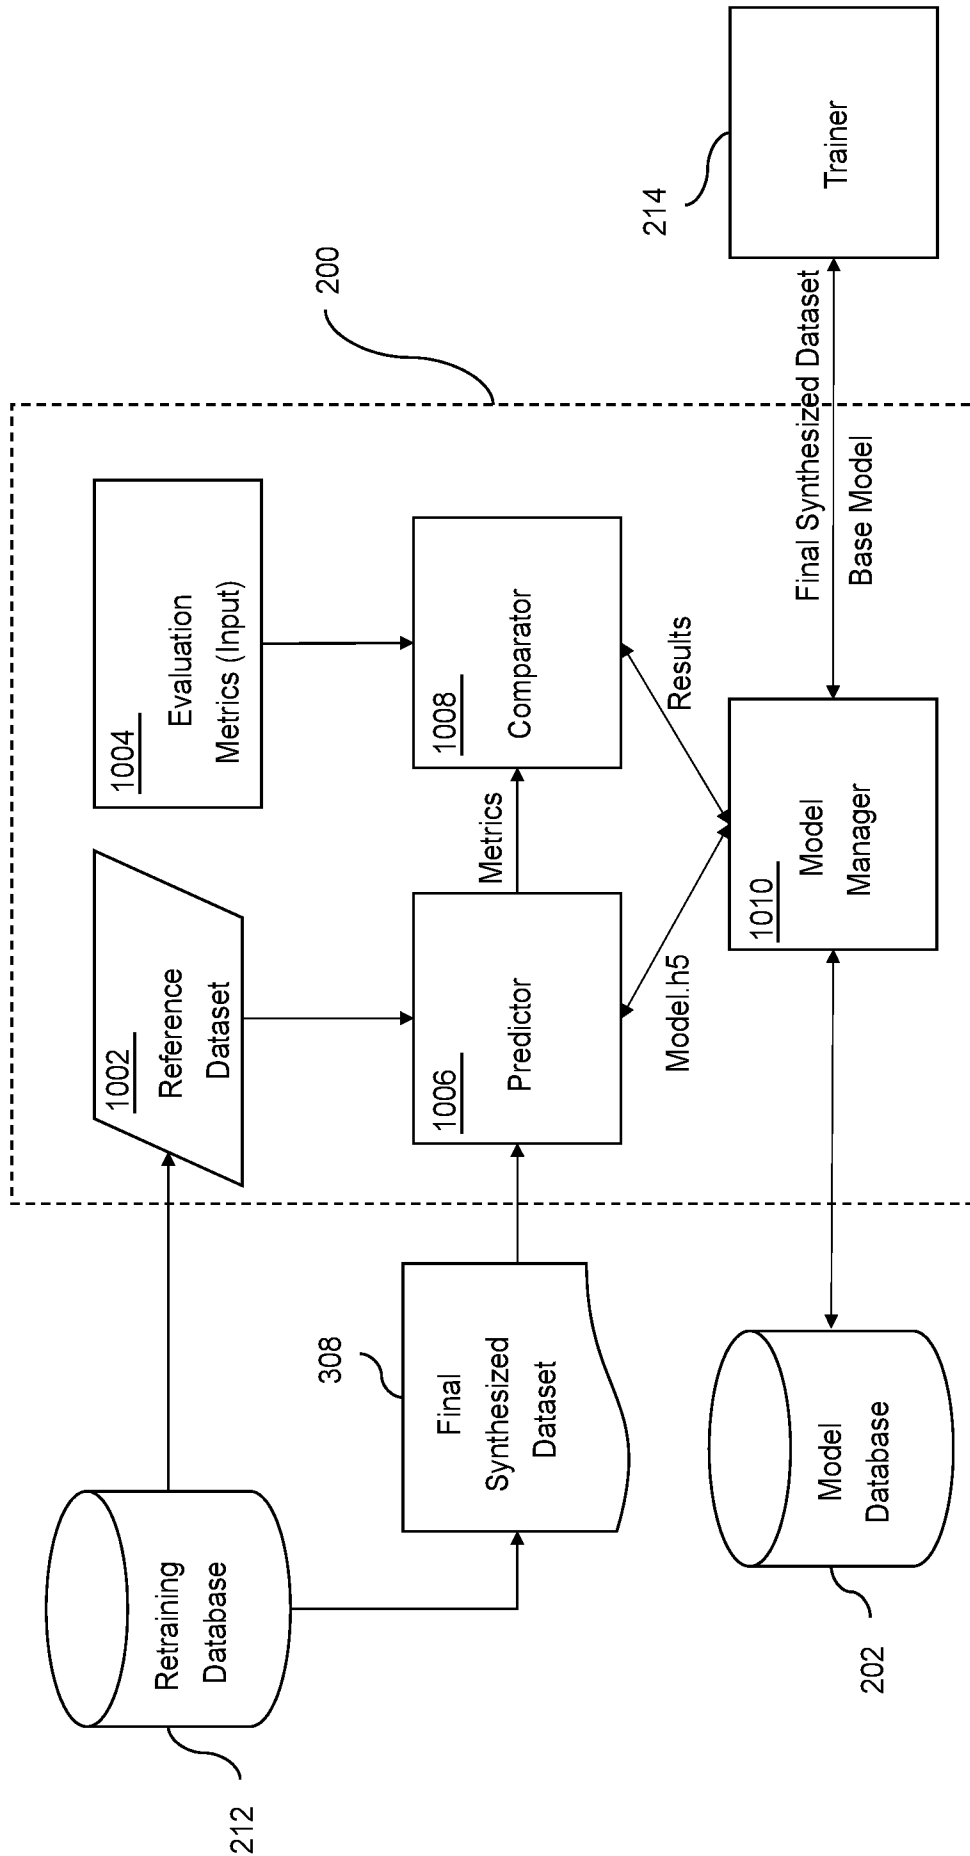 212
Retraining
Database
1002
Reference
Dataset
1004
Evaluation
Metrics (Input)
200
308
Final
Synthesized
Dataset
1006
Predictor
Metrics
1008
Comparator
Model.h5
Results
202
Model
Database
1010
Model
Manager
Final Synthesized Dataset
Base Model
214
Trainer